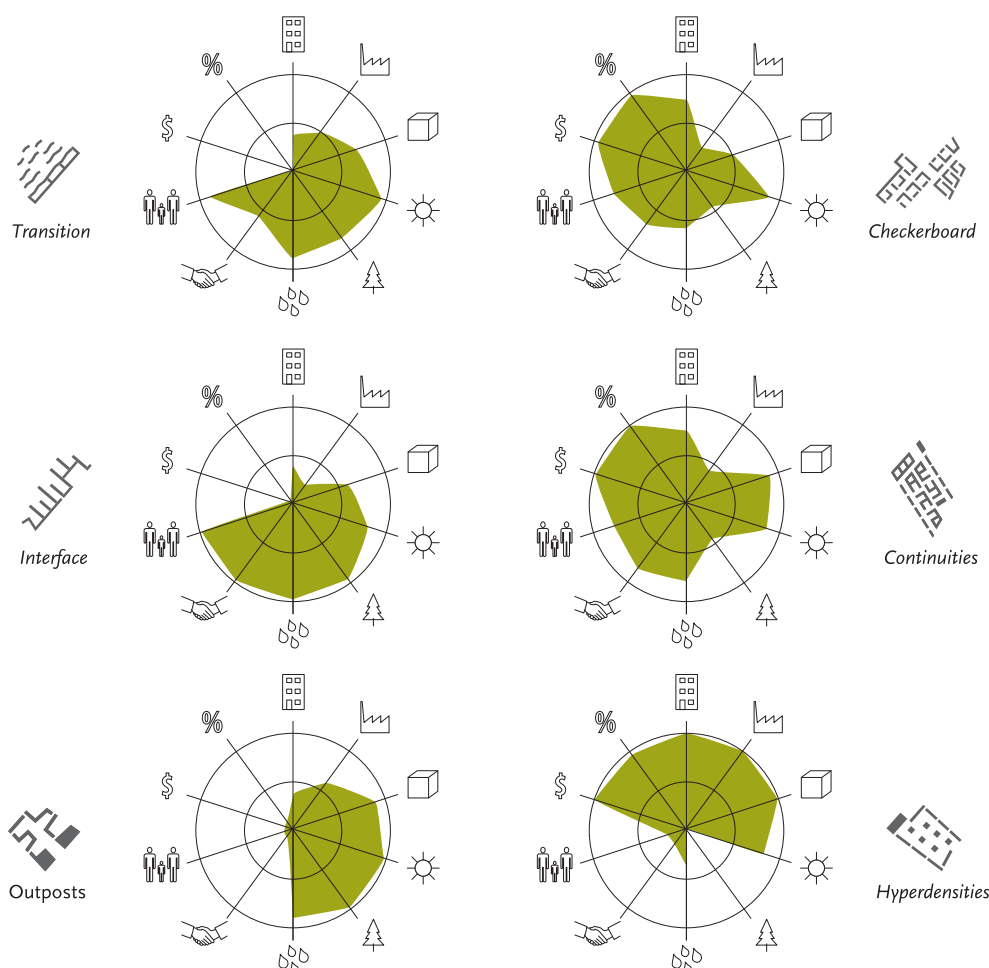 %
$
Transition
%
$
Checkerboard
%
$
Interface
%
$
Continuities
%
$
Outposts
%
$
Hyperdensities